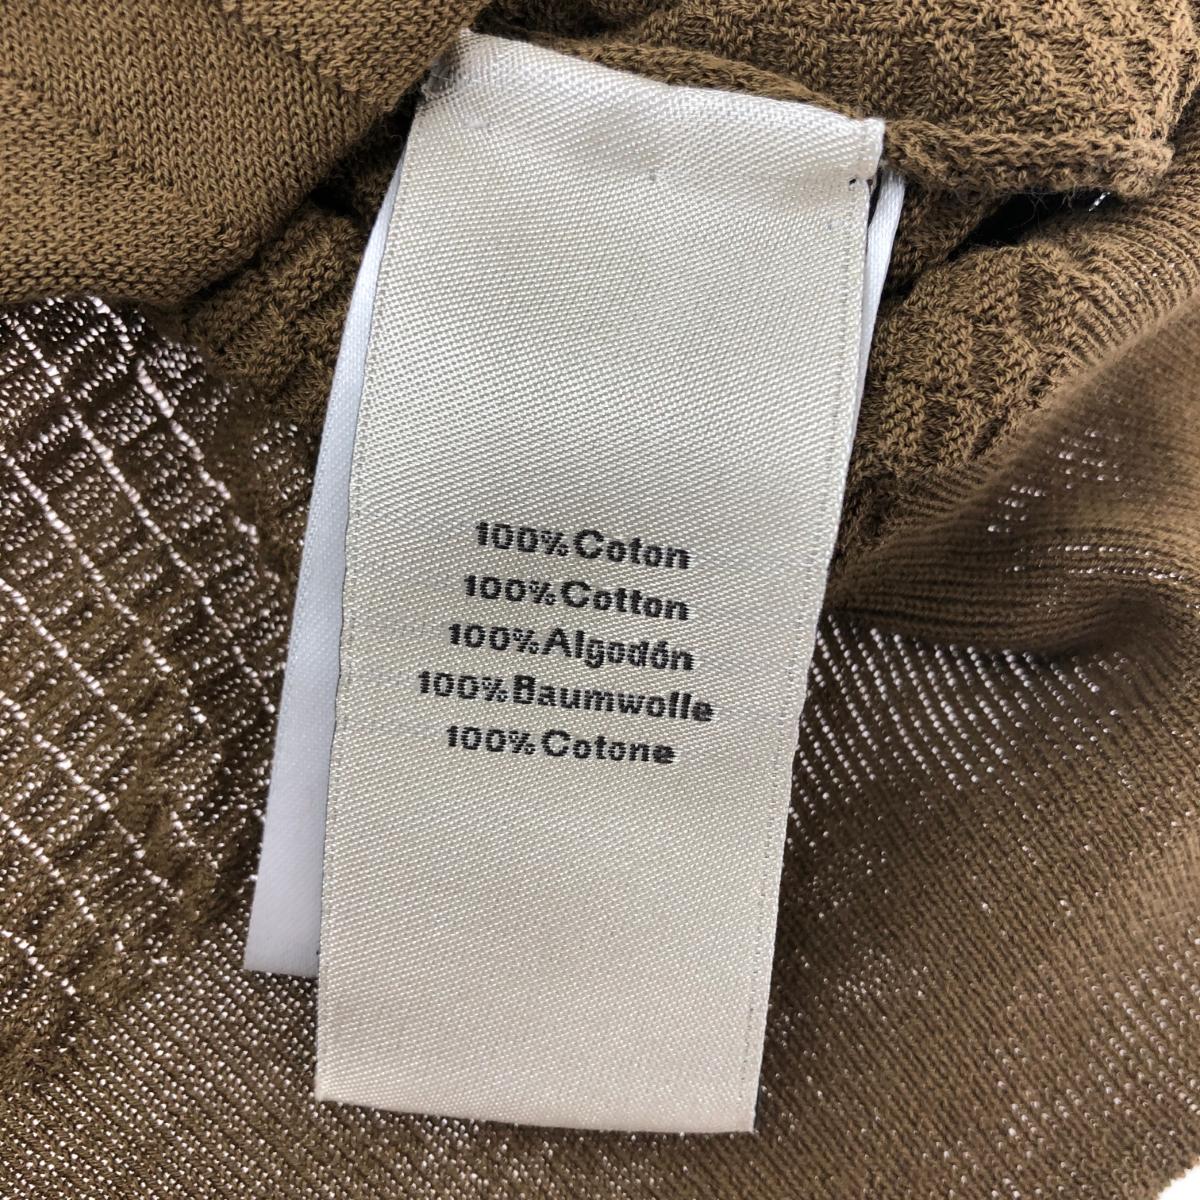 100% Coton
100% Cotton
100% Algodón
100% Baumwolle
100% Cotone